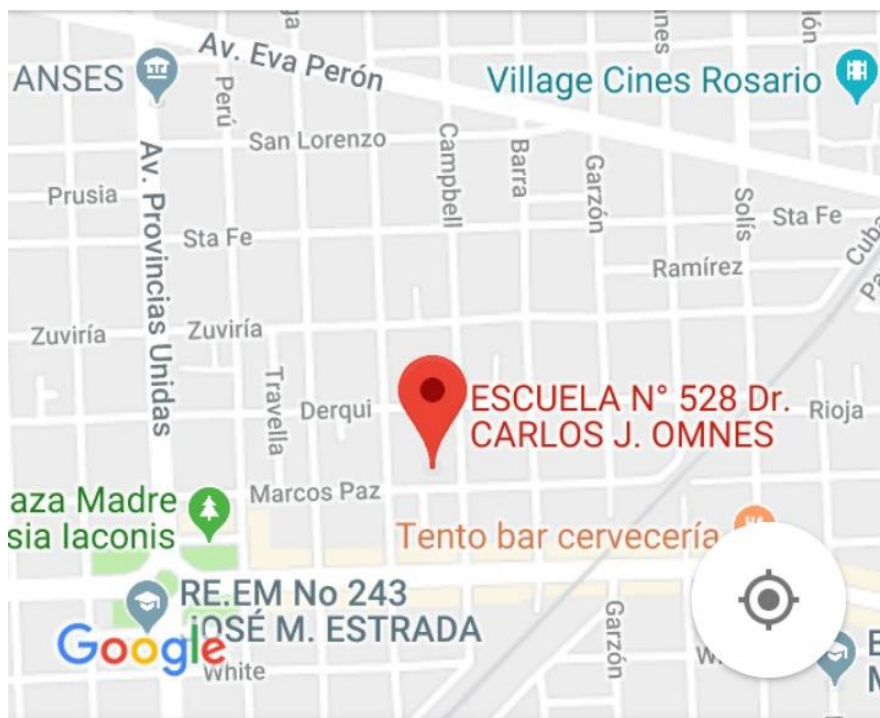 Av. Eva Perón
ANSES
Village Cines Rosario
Perú
San Lorenzo
Campbell
Barra
Garzón
Prusia
Av. Provincias Unidas
Sta Fe
Solís
Sta Fe
Cuba
Ramírez
Zuviría
Zuviría
Travella
Derqui
ESCUELA N° 528 Dr.
CARLOS J. OMNES
Rioja
Marcos Paz
aza Madre
sia Iaconis
Tento bar cervecería
RE.EM No 243
JOSÉ M. ESTRADA
Google
White
Garzón